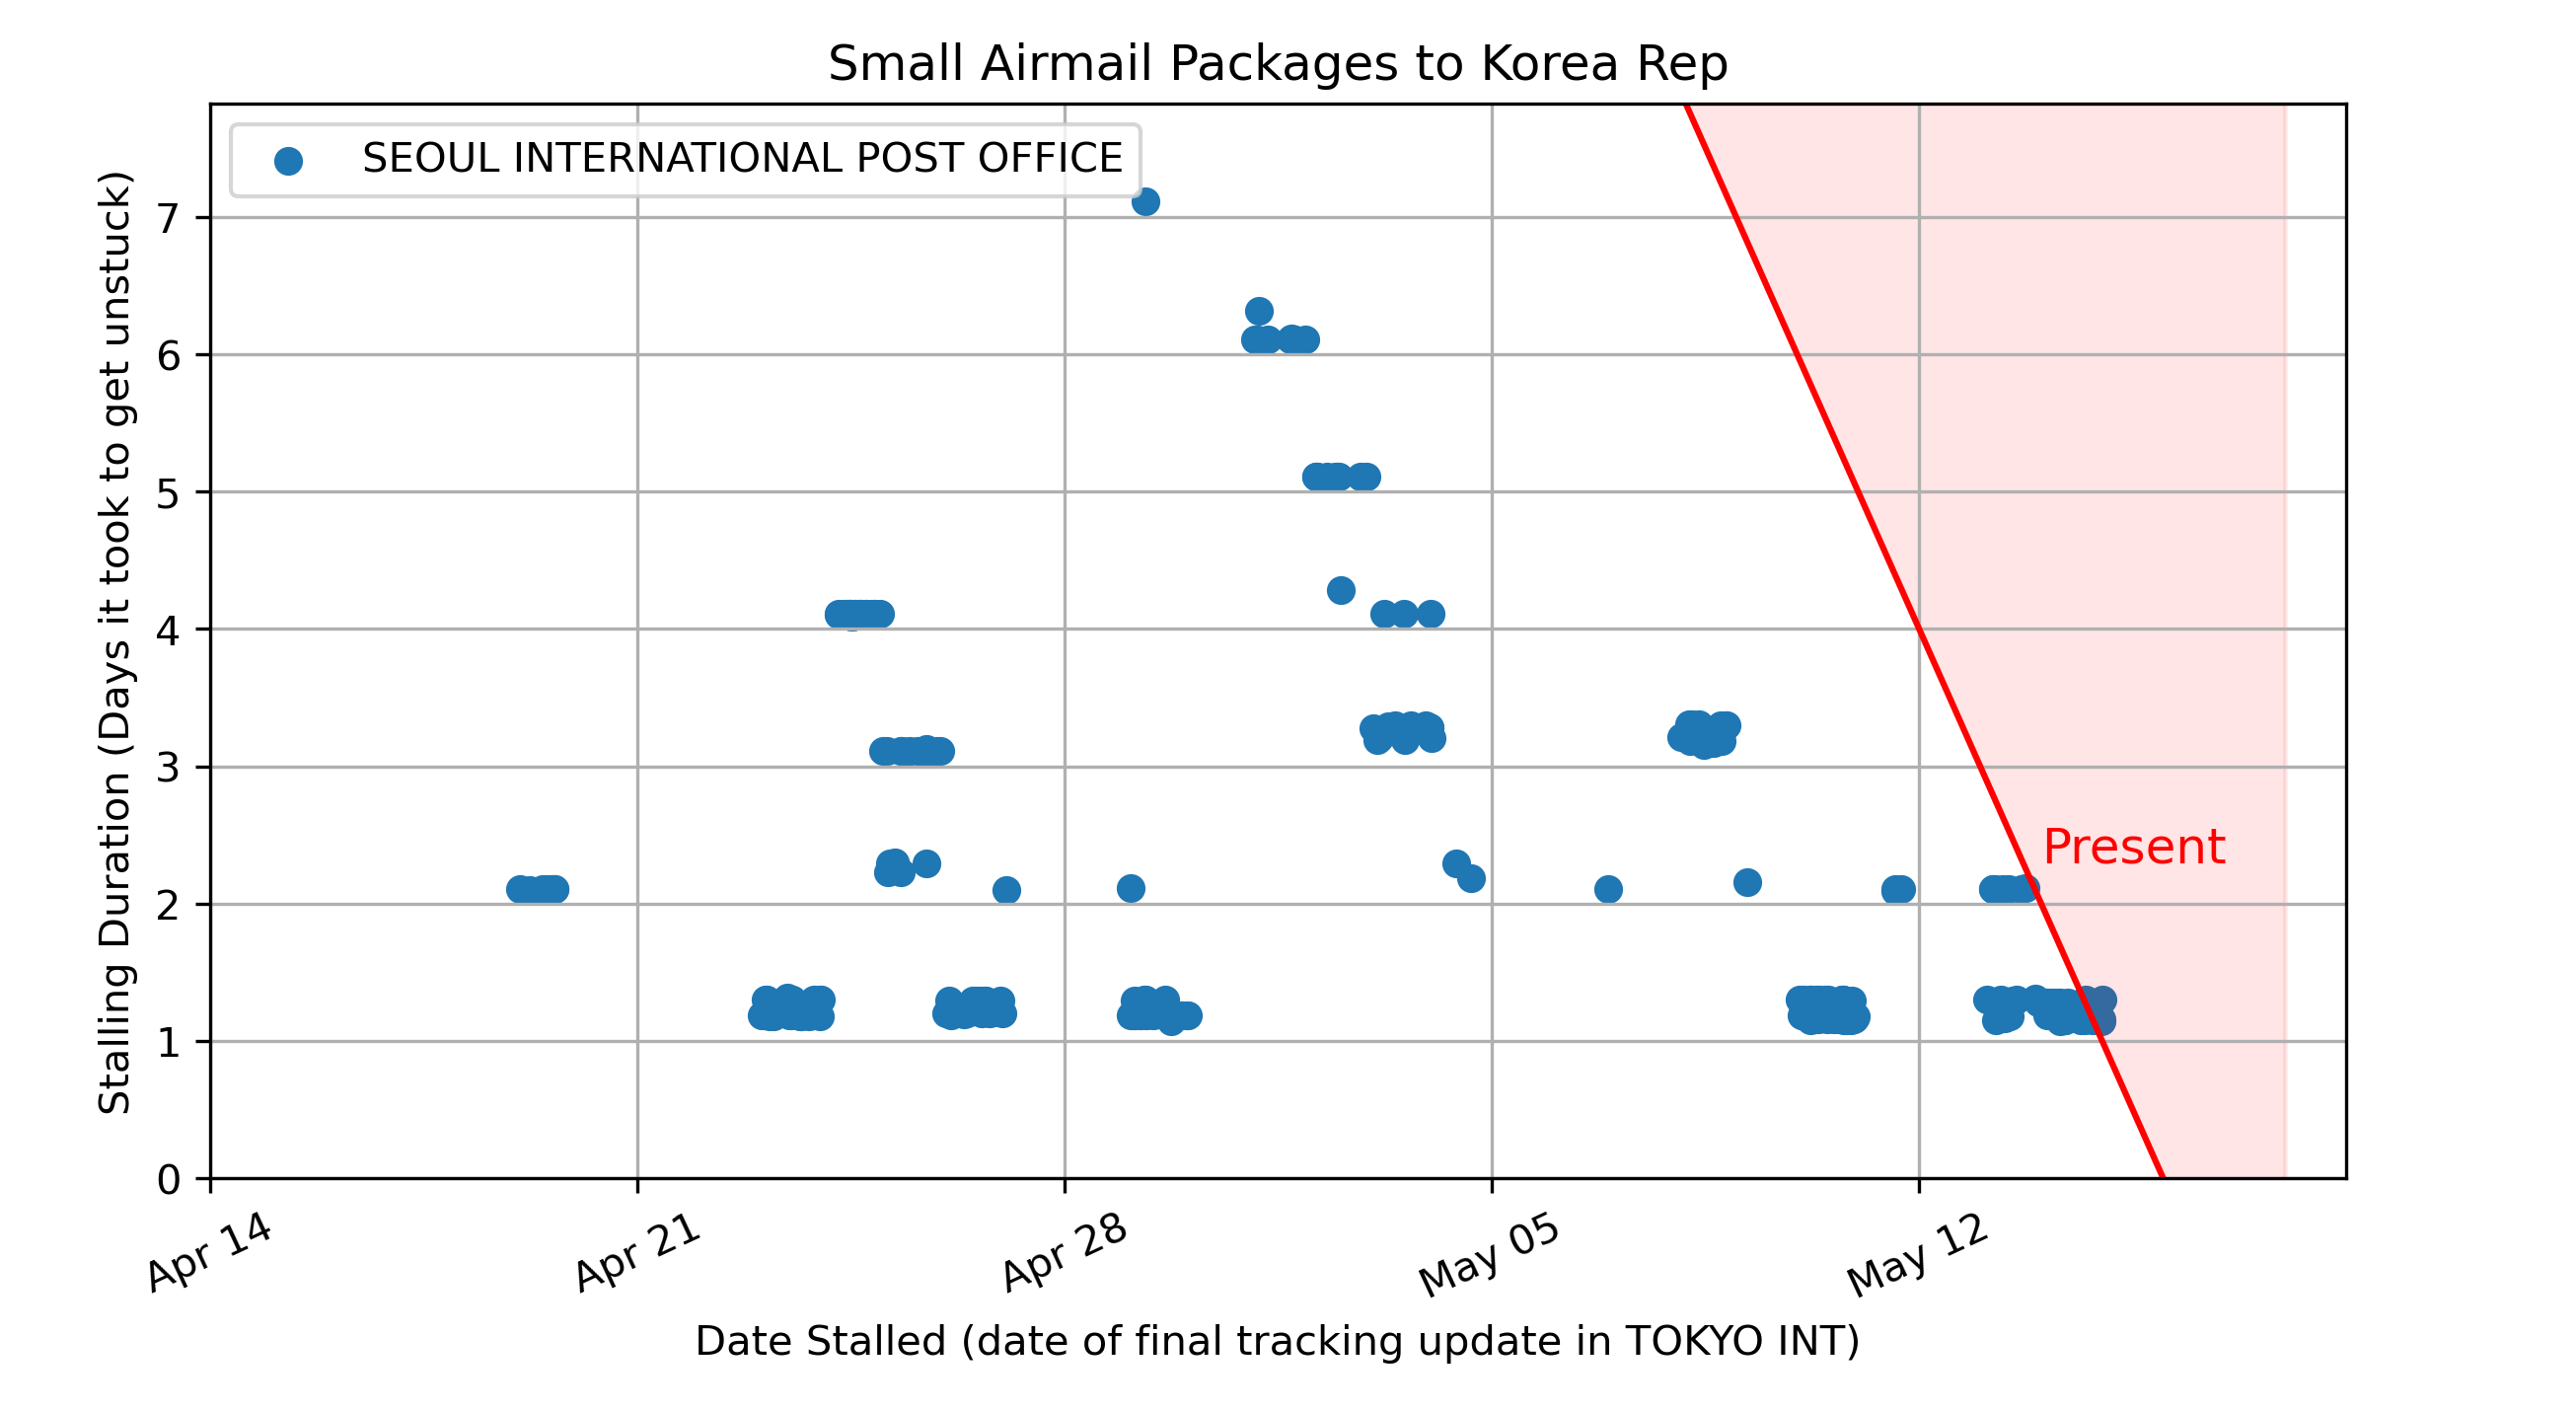 Small Airmail Packages to Korea Rep
SEOUL INTERNATIONAL POST OFFICE
Stalling Duration (Days it took to get unstuck)
7
6
5
4
3
2
1
0
Present
Apr 14
Apr 21
Apr 28
May 05
May 12
Date Stalled (date of final tracking update in TOKYO INT)